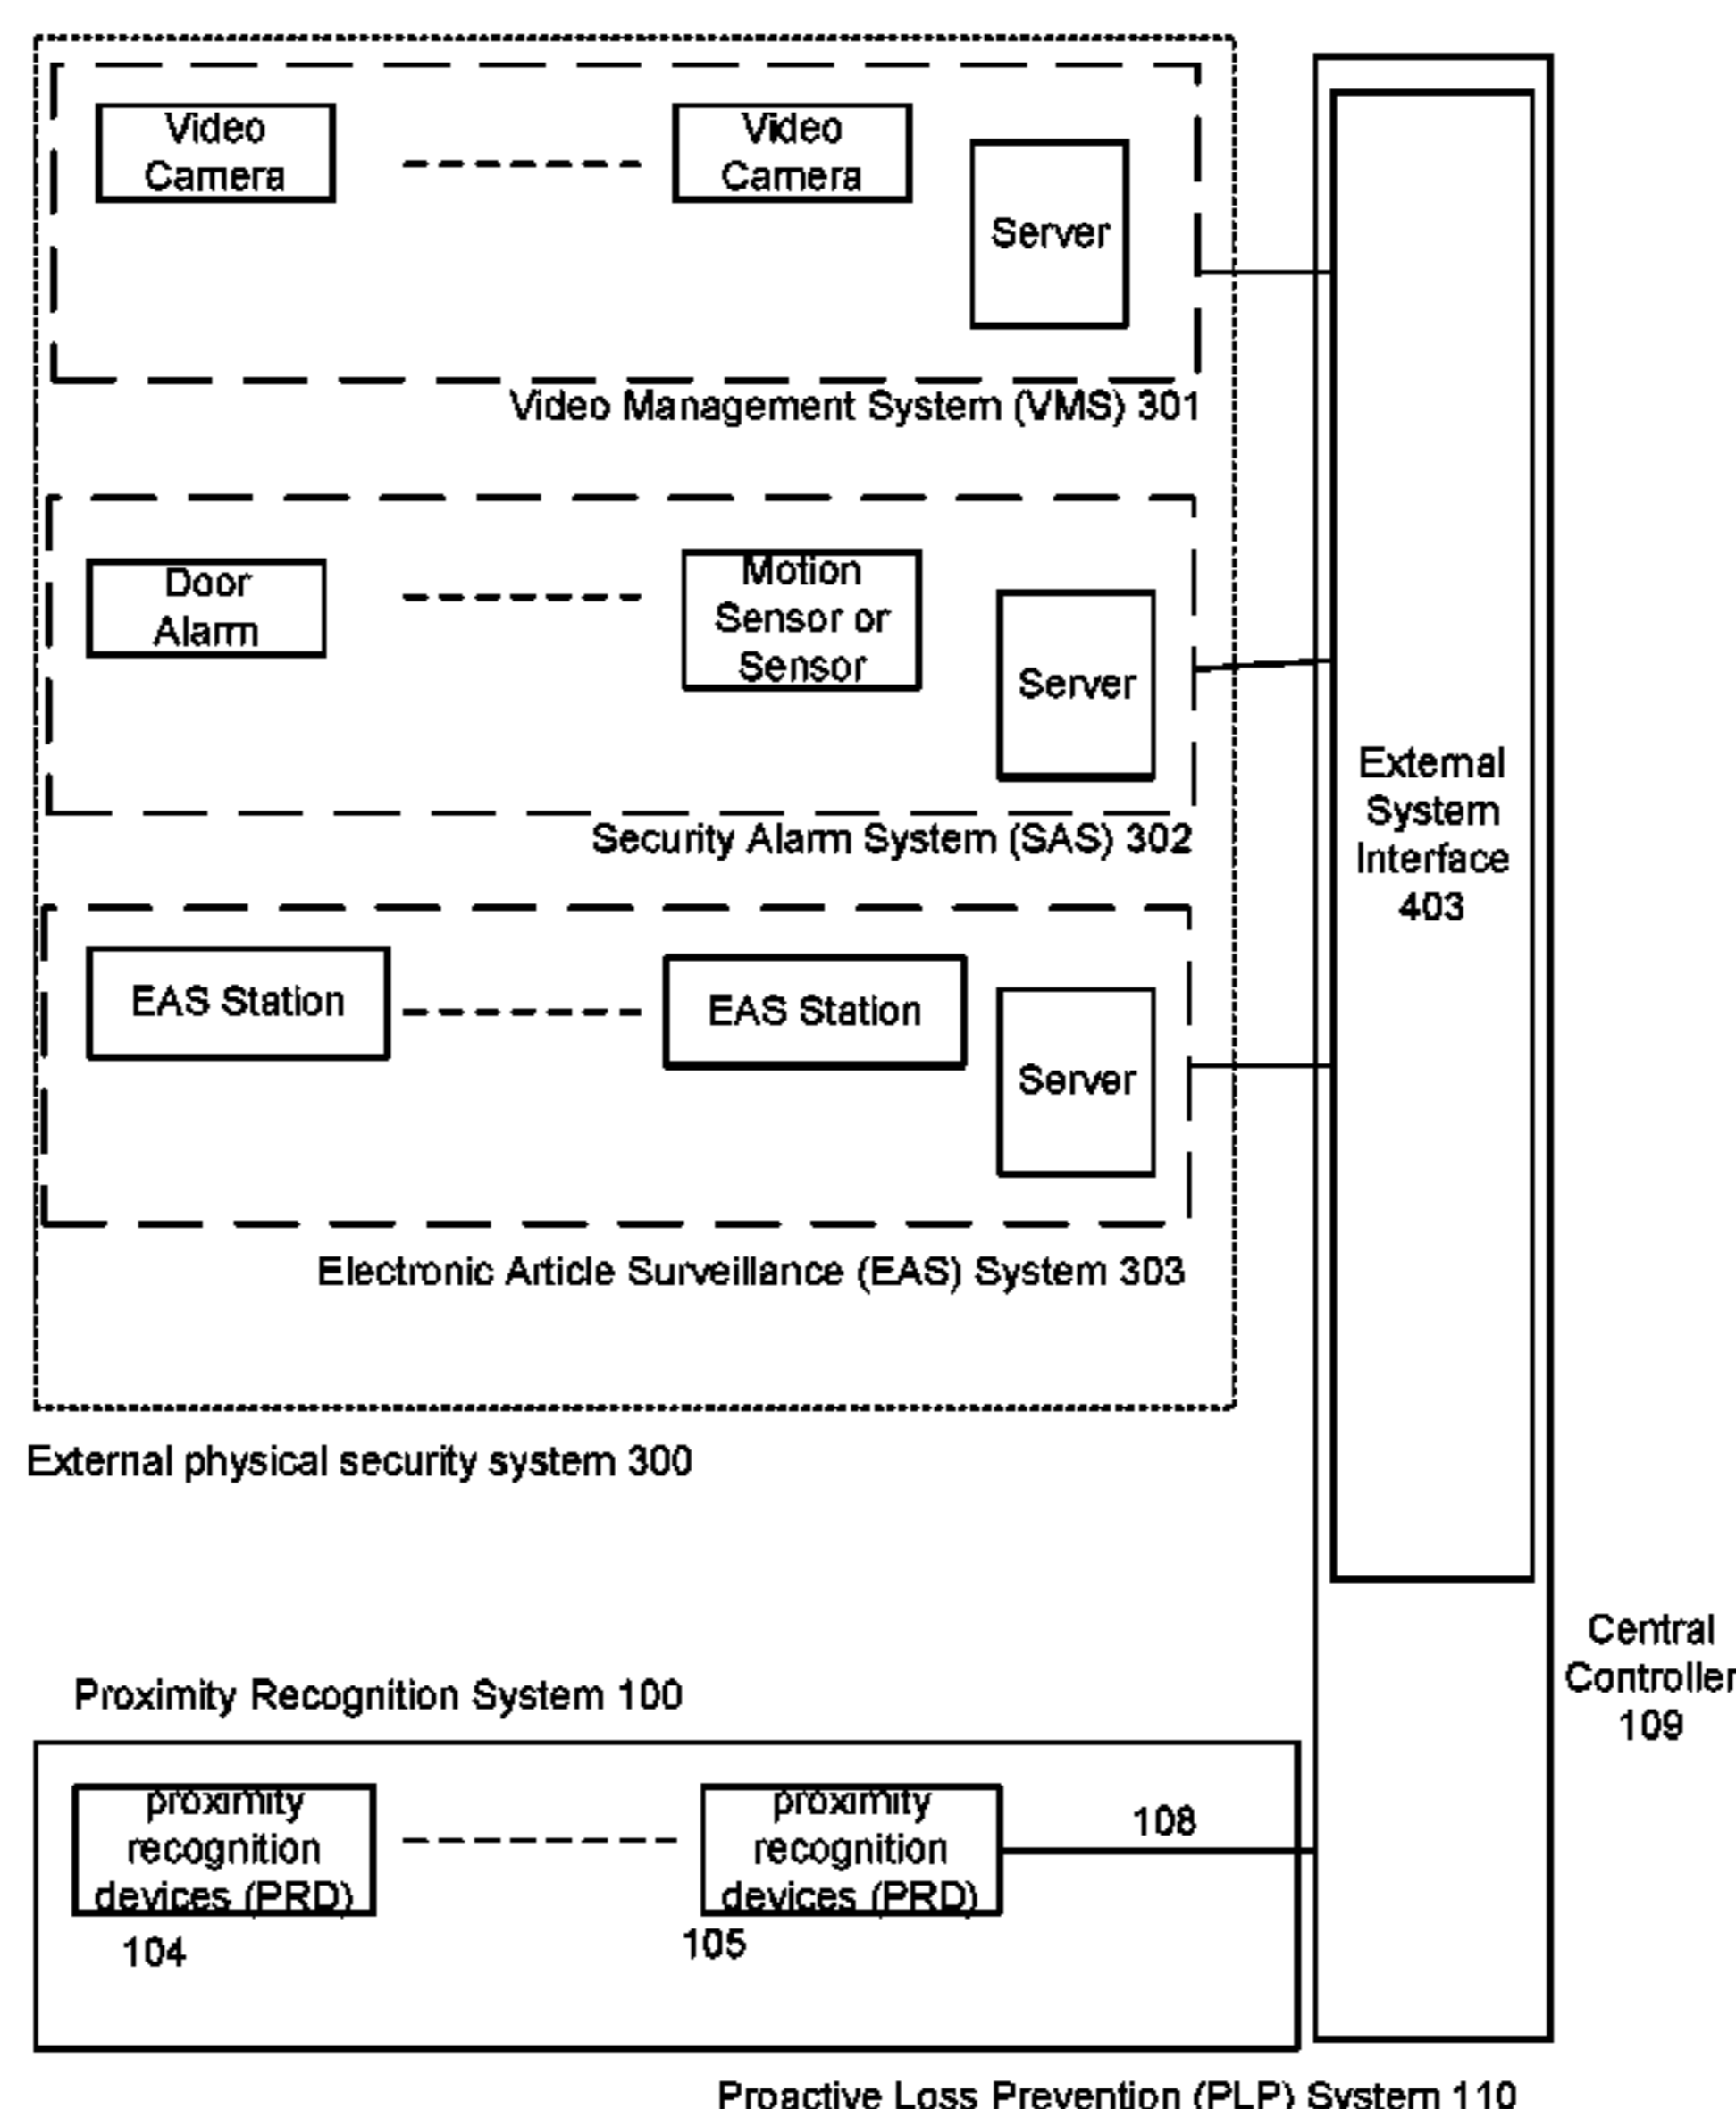 Video
Camera
Video
Camera
Server
Video Management System (VMS) 301
Door
Alarm
Motion
Sensor or
Sensor
Server
Security Alarm System (SAS) 302
External
System
Interface
403
EAS Station
EAS Station
Server
Electronic Article Surveillance (EAS) System 303
External physical security system 300
Central
Controller
109
Proximity Recognition System 100
proximity
recognition
devices (PRD)
104
proximity
recognition
devices (PRD)
105
108
Proactive Loss Prevention (PLP) System 110